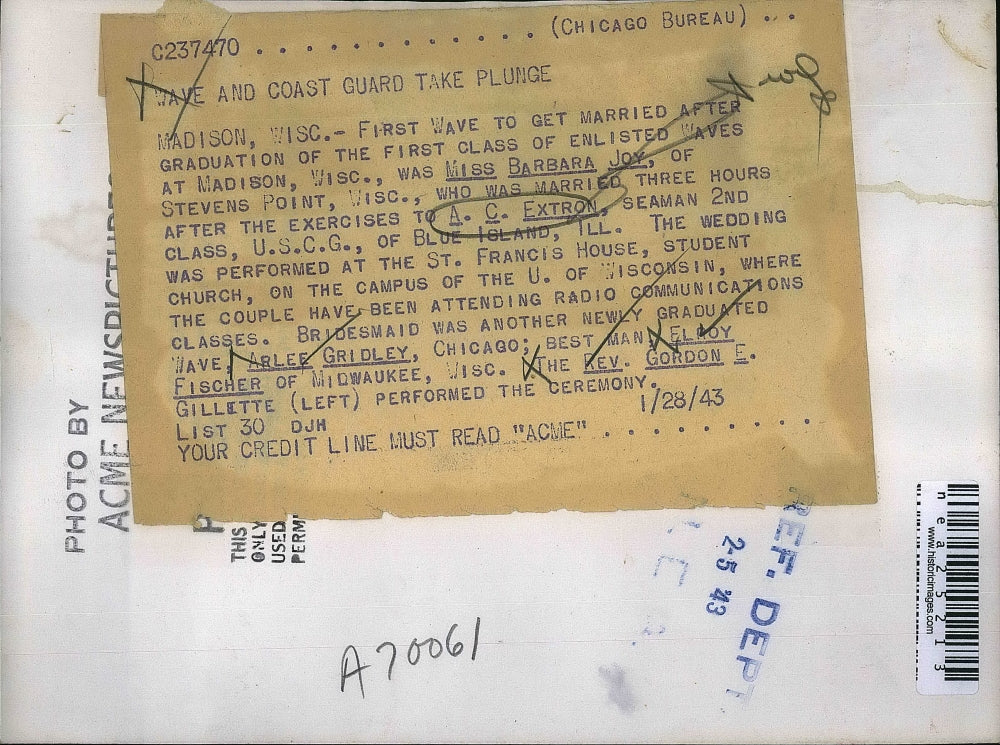 C237470 . . . . . . . . . . . . . (CHICAGO BUREAU) . .
WAVE AND COAST GUARD TAKE PLUNGE
MADISON, WISC.- FIRST WAVE TO GET MARRIED AFTER
GRADUATION OF THE FIRST CLASS OF ENLISTED WAVES
AT MADISON, WISC., WAS MISS BARBARA JOY, OF
STEVENS POINT, WISC., WHO WAS MARRIED THREE HOURS
AFTER THE EXERCISES TO A. C. EXTRON, SEAMAN 2ND
CLASS, U.S.C.G., OF BLUE ISLAND, ILL. THE WEDDING
WAS PERFORMED AT THE ST. FRANCIS HOUSE, STUDENT
CHURCH, ON THE CAMPUS OF THE U. OF WISCONSIN, WHERE
THE COUPLE HAVE BEEN ATTENDING RADIO COMMUNICATIONS
CLASSES. BRIDESMAID WAS ANOTHER NEWLY GRADUATED
WAVE, ARLEE GRIDLEY, CHICAGO; BEST MAN, ELROY
FISCHER OF MIDWAUKEE, WISC. THE REV. GORDON E.
GILLETTE (LEFT) PERFORMED THE CEREMONY.
LIST 30 DJH 1/28/43
YOUR CREDIT LINE MUST READ "ACME" . . . . . . . . .
PHOTO BY
ACME NEWSPICTURES
THIS
ONLY
USED
PERMI
REF. DEPT
2-5 43
A70061
nea25213
www.historicimages.com